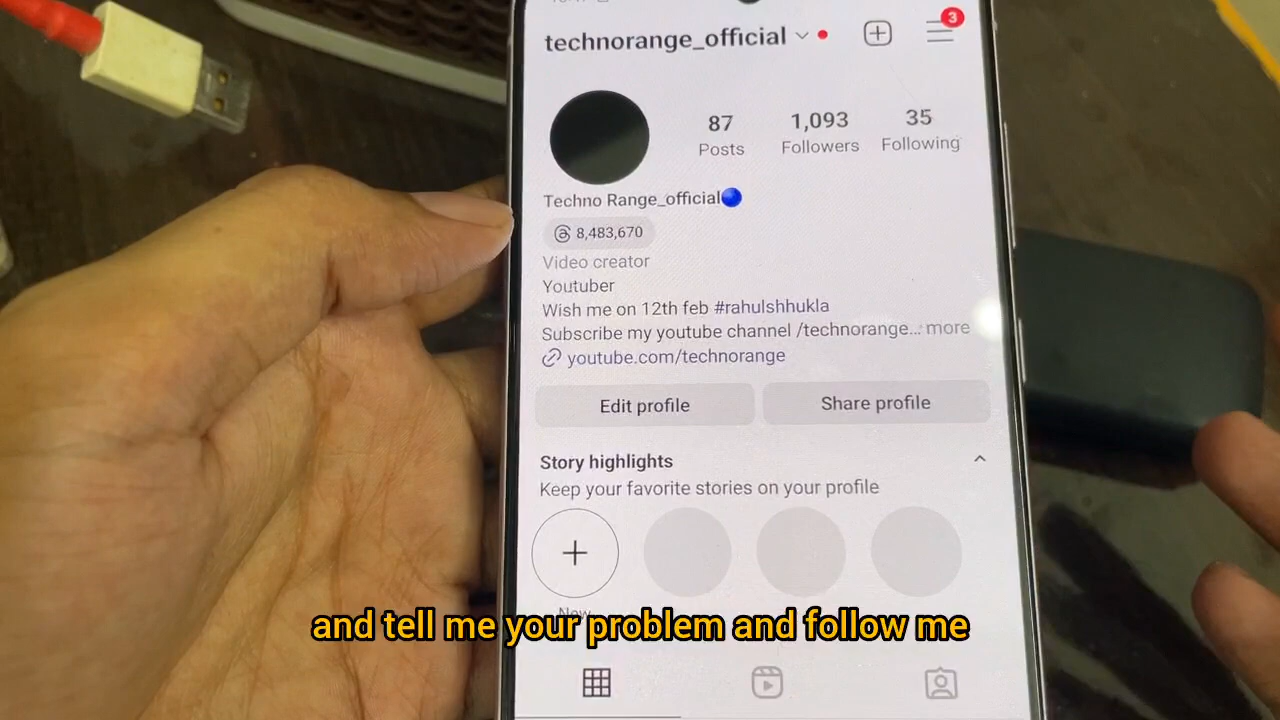 technorange_official
3
87
1,093
35
Posts
Followers
Following
Techno Range_official
8,483,670
Video creator
Youtuber
Wish me on 12th feb #rahulshhukla
Subscribe my youtube channel /technorange... more
youtube.com/technorange
Edit profile
Share profile
Story highlights
Keep your favorite stories on your profile
New
and tell me your problem and follow me